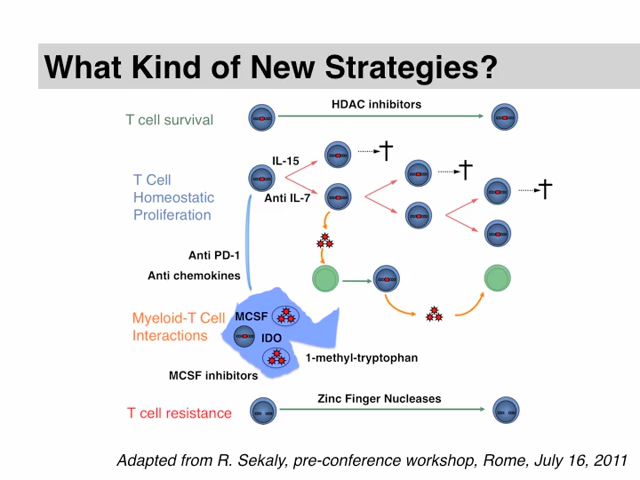 What Kind of New Strategies?
HDAC inhibitors
T cell survival
IL-15
T Cell
Homeostatic
Proliferation
Anti IL-7
Anti PD-1
Anti chemokines
Myeloid-T Cell
Interactions
MCSF
IDO
1-methyl-tryptophan
MCSF inhibitors
Zinc Finger Nucleases
T cell resistance
Adapted from R. Sekaly, pre-conference workshop, Rome, July 16, 2011